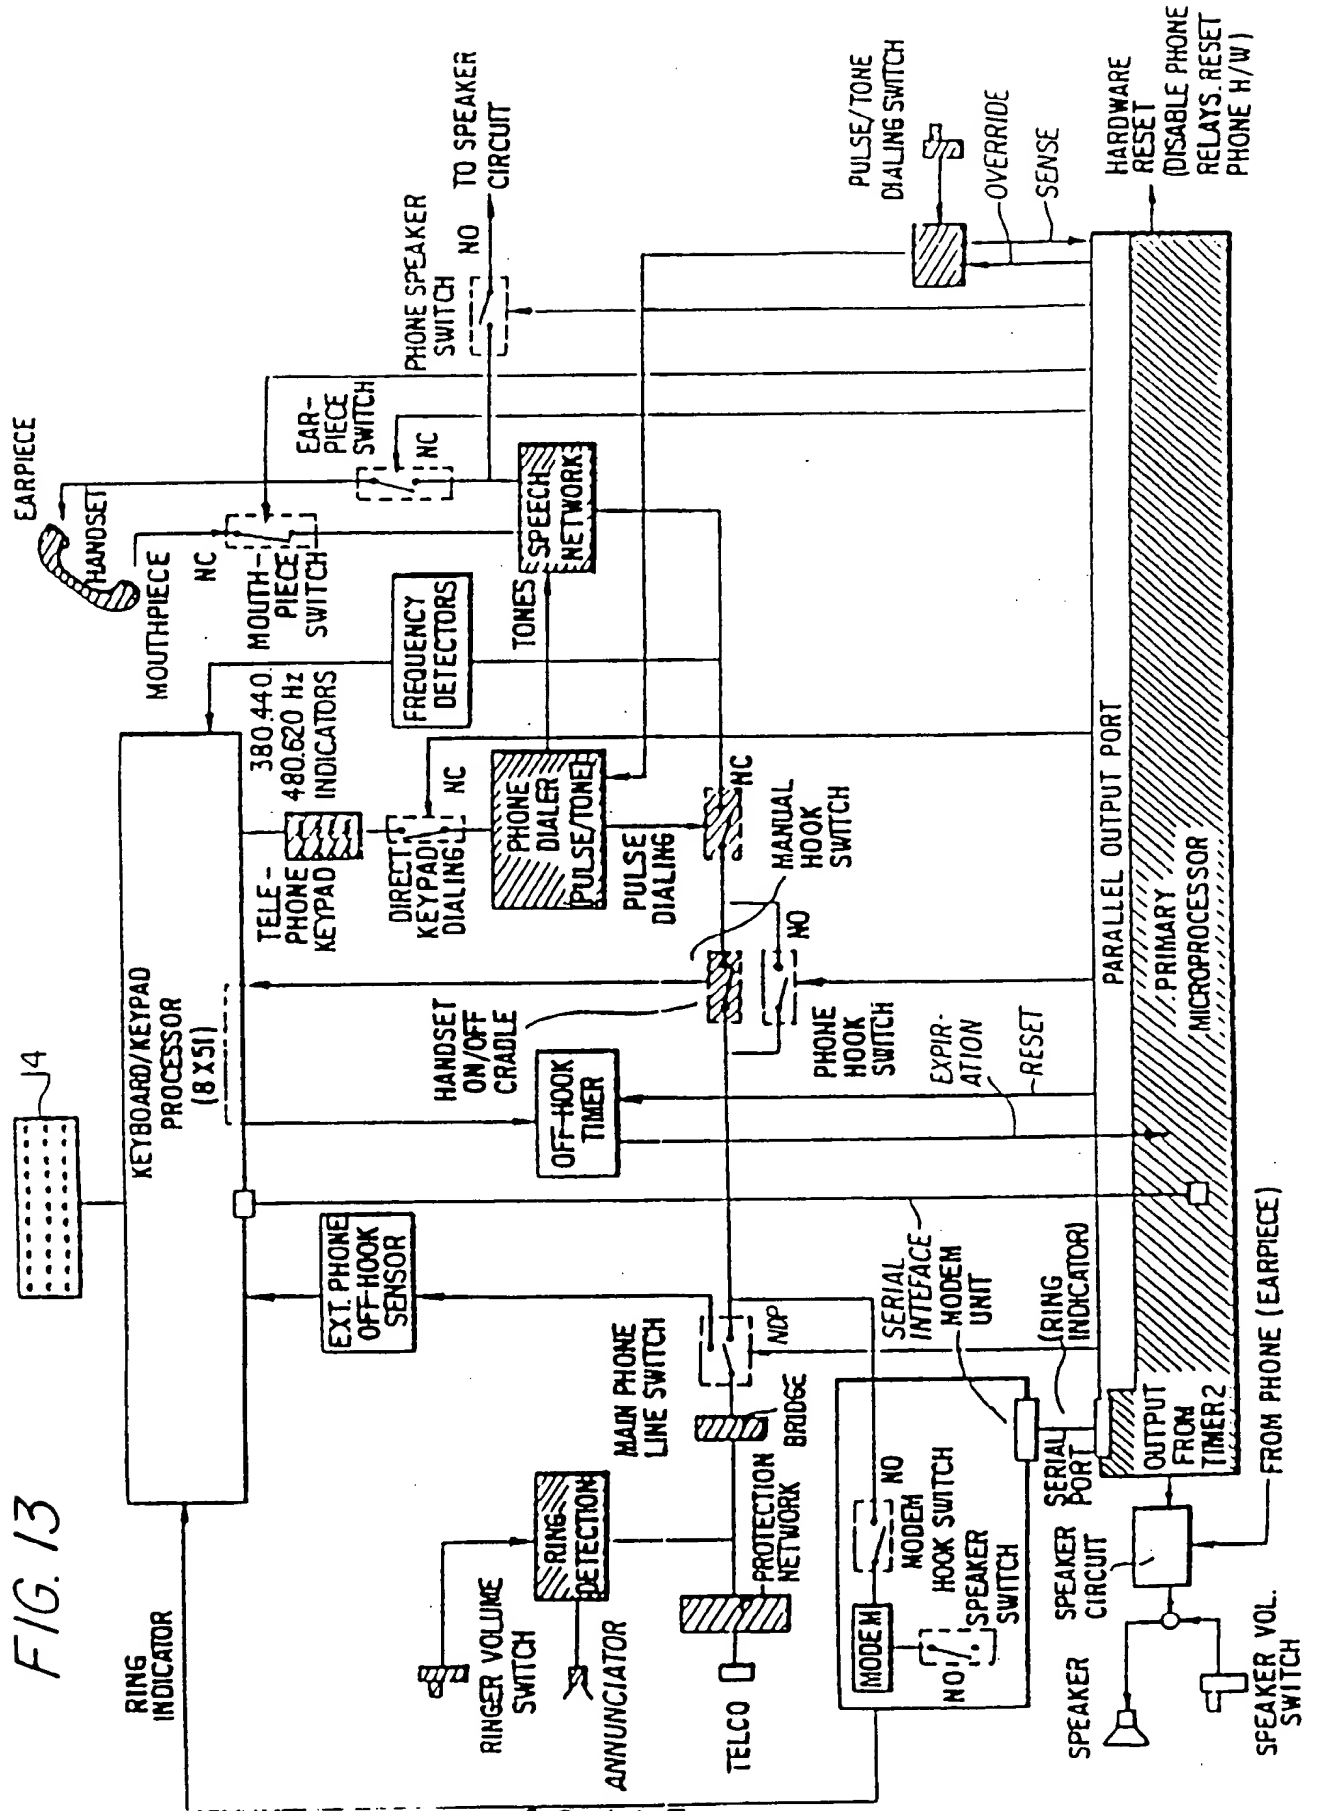 FIG. 13
14
KEYBOARD/KEYPAD
PROCESSOR
(8X51)
RING
INDICATOR
EXT. PHONE
OFF-HOOK
SENSOR
TELE-
PHONE
KEYPAD
380.440.
480.620 Hz
INDICATORS
MOUTHPIECE
HANDSET
EARPIECE
NC
MOUTH-
PIECE
SWITCH
EAR-
PIECE
SWITCH
NC
FREQUENCY
DETECTORS
DIRECT
KEYPAD
DIALING
NC
PHONE SPEAKER
SWITCH
NO
TO SPEAKER
CIRCUIT
RINGER VOLUME
SWITCH
RING
DETECTION
ANNUNCIATOR
HANDSET
ON/OFF
CRADLE
OFF-HOOK
TIMER
PHONE
DIALER
PULSE/TONE
TONES
SPEECH
NETWORK
PULSE
DIALING
NC
MANUAL
HOOK
SWITCH
NO
PHONE
HOOK
SWITCH
MAIN PHONE
LINE SWITCH
NDP
BRIDGE
PROTECTION
NETWORK
TELCO
MODEM
NO
MODEM
HOOK SWITCH
SPEAKER
SWITCH
NO
SERIAL
INTEFACE
MODEM
UNIT
EXPIR-
ATION
RESET
(RING
INDICATOR)
SERIAL
PORT
PULSE/TONE
DIALING SWITCH
OVERRIDE
SENSE
PARALLEL OUTPUT PORT
PRIMARY
MICROPROCESSOR
HARDWARE
RESET
(DISABLE PHONE
RELAYS.RESET
PHONE H/W)
OUTPUT
FROM
TIMER2
SPEAKER
SPEAKER
CIRCUIT
FROM PHONE (EARPIECE)
SPEAKER VOL.
SWITCH